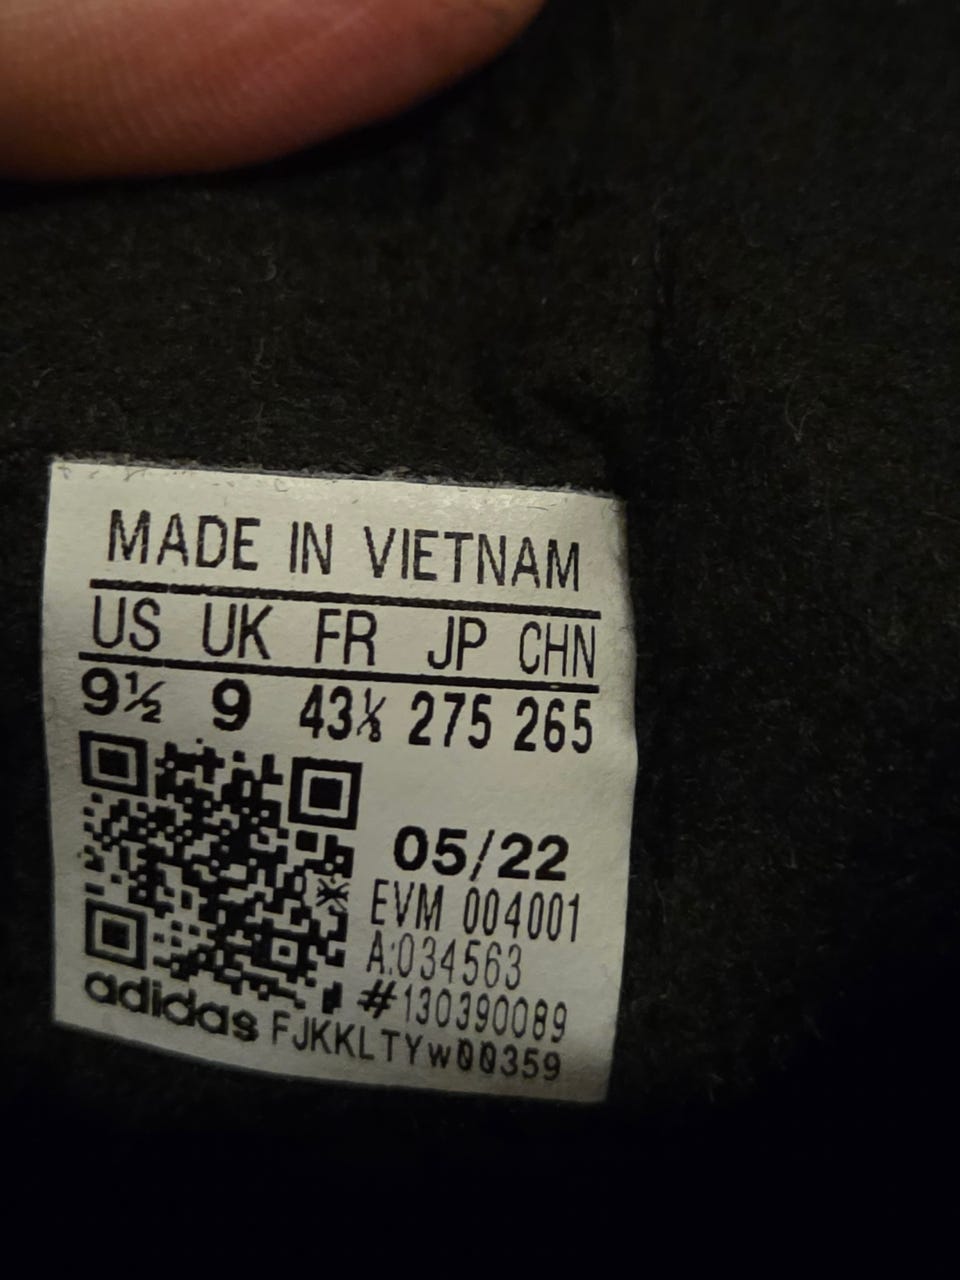 MADE IN VIETNAM
US UK FR JP CHN
9½ 9 43⅓ 275 265
05/22
EVM 004001
A:034563
#130390089
adidas FJKKLTYw00359